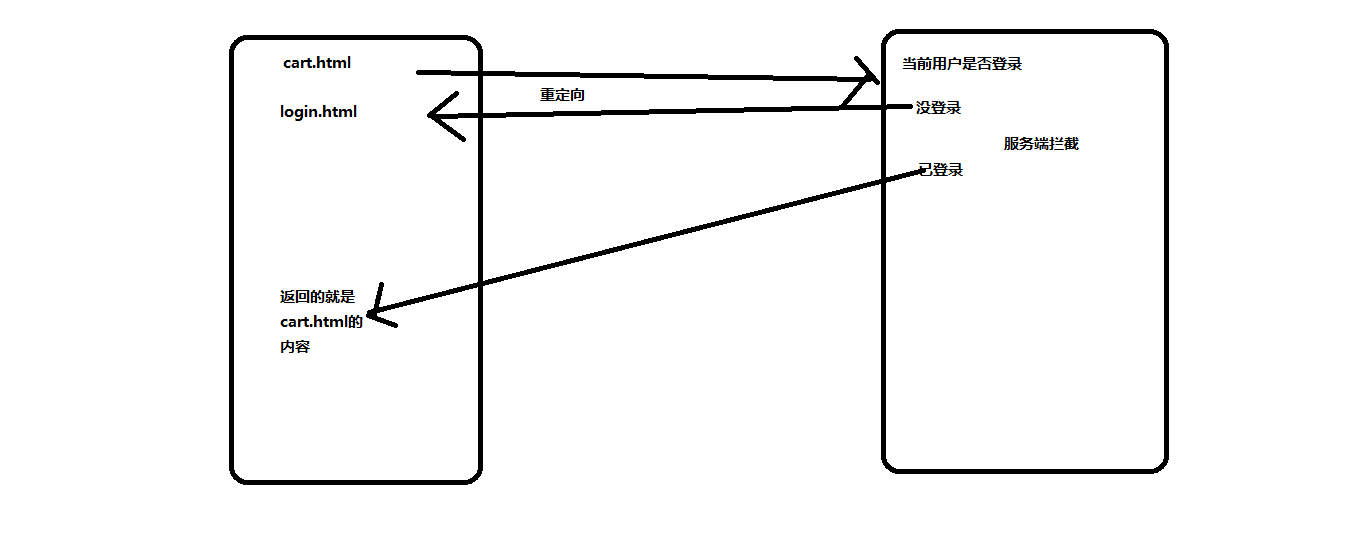 cart.html
login.html
返回的就是
cart.html的
内容
重定向
当前用户是否登录
没登录
服务端拦截
已登录